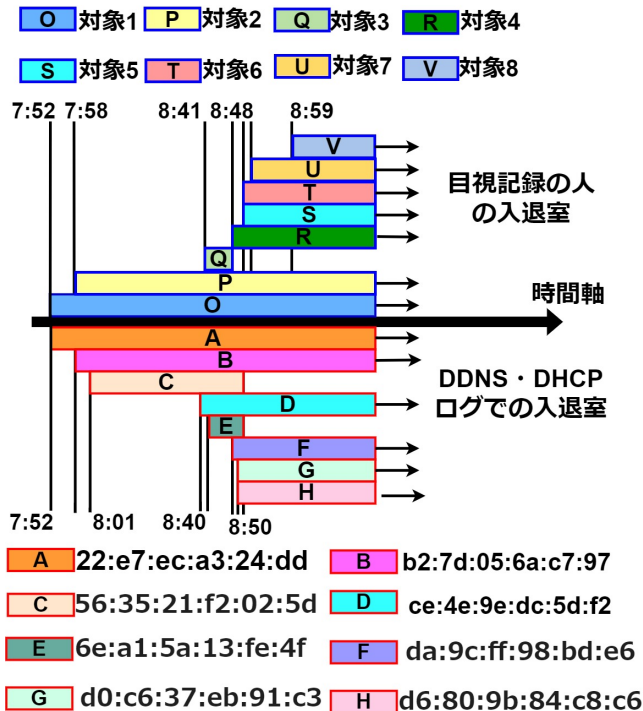 O 対象1 P 対象2 Q 対象3 R 対象4
S 対象5 T 対象6 U 対象7 V 対象8
7:52 7:58 8:41 8:48 8:59
V
U
T
S
R
Q
P
O
目視記録の人
の入退室
時間軸
A
B
C
D
E
F
G
H
DDNS・DHCP
ログでの入退室
7:52 8:01 8:40 8:50
A 22:e7:ec:a3:24:dd B b2:7d:05:6a:c7:97
C 56:35:21:f2:02:5d D ce:4e:9e:dc:5d:f2
E 6e:a1:5a:13:fe:4f F da:9c:ff:98:bd:e6
G d0:c6:37:eb:91:c3 H d6:80:9b:84:c8:c6